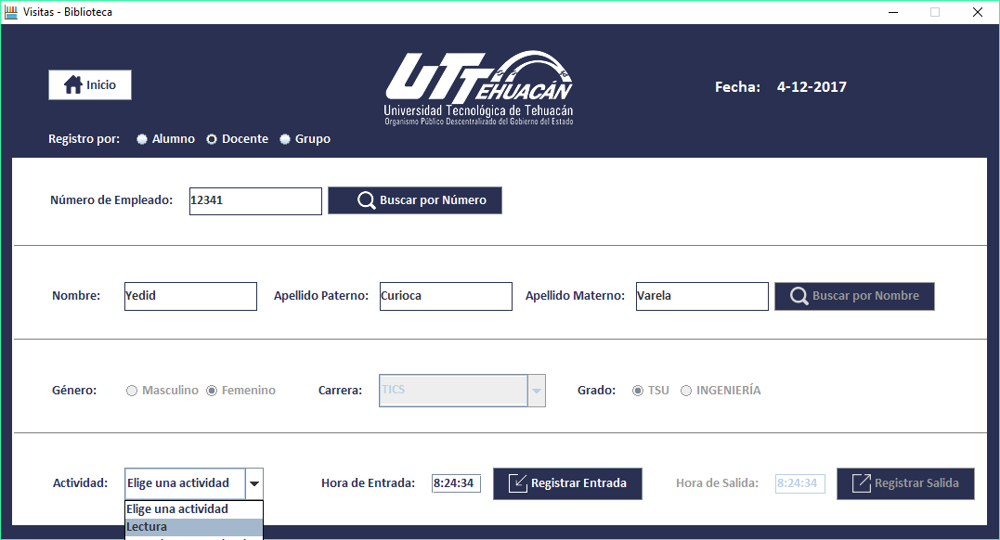 Visitas - Biblioteca
Inicio
UTTEHUACÁN
Universidad Tecnológica de Tehuacán
Organismo Público Descentralizado del Gobierno del Estado
Fecha: 4-12-2017
Registro por: Alumno Docente Grupo
Número de Empleado: 12341 Buscar por Número
Nombre: Yedid Apellido Paterno: Curioca Apellido Materno: Varela Buscar por Nombre
Género: Masculino Femenino Carrera: TICS Grado: TSU INGENIERÍA
Actividad: Elige una actividad Hora de Entrada: 8:24:34 Registrar Entrada Hora de Salida: 8:24:34 Registrar Salida
Elige una actividad
Lectura